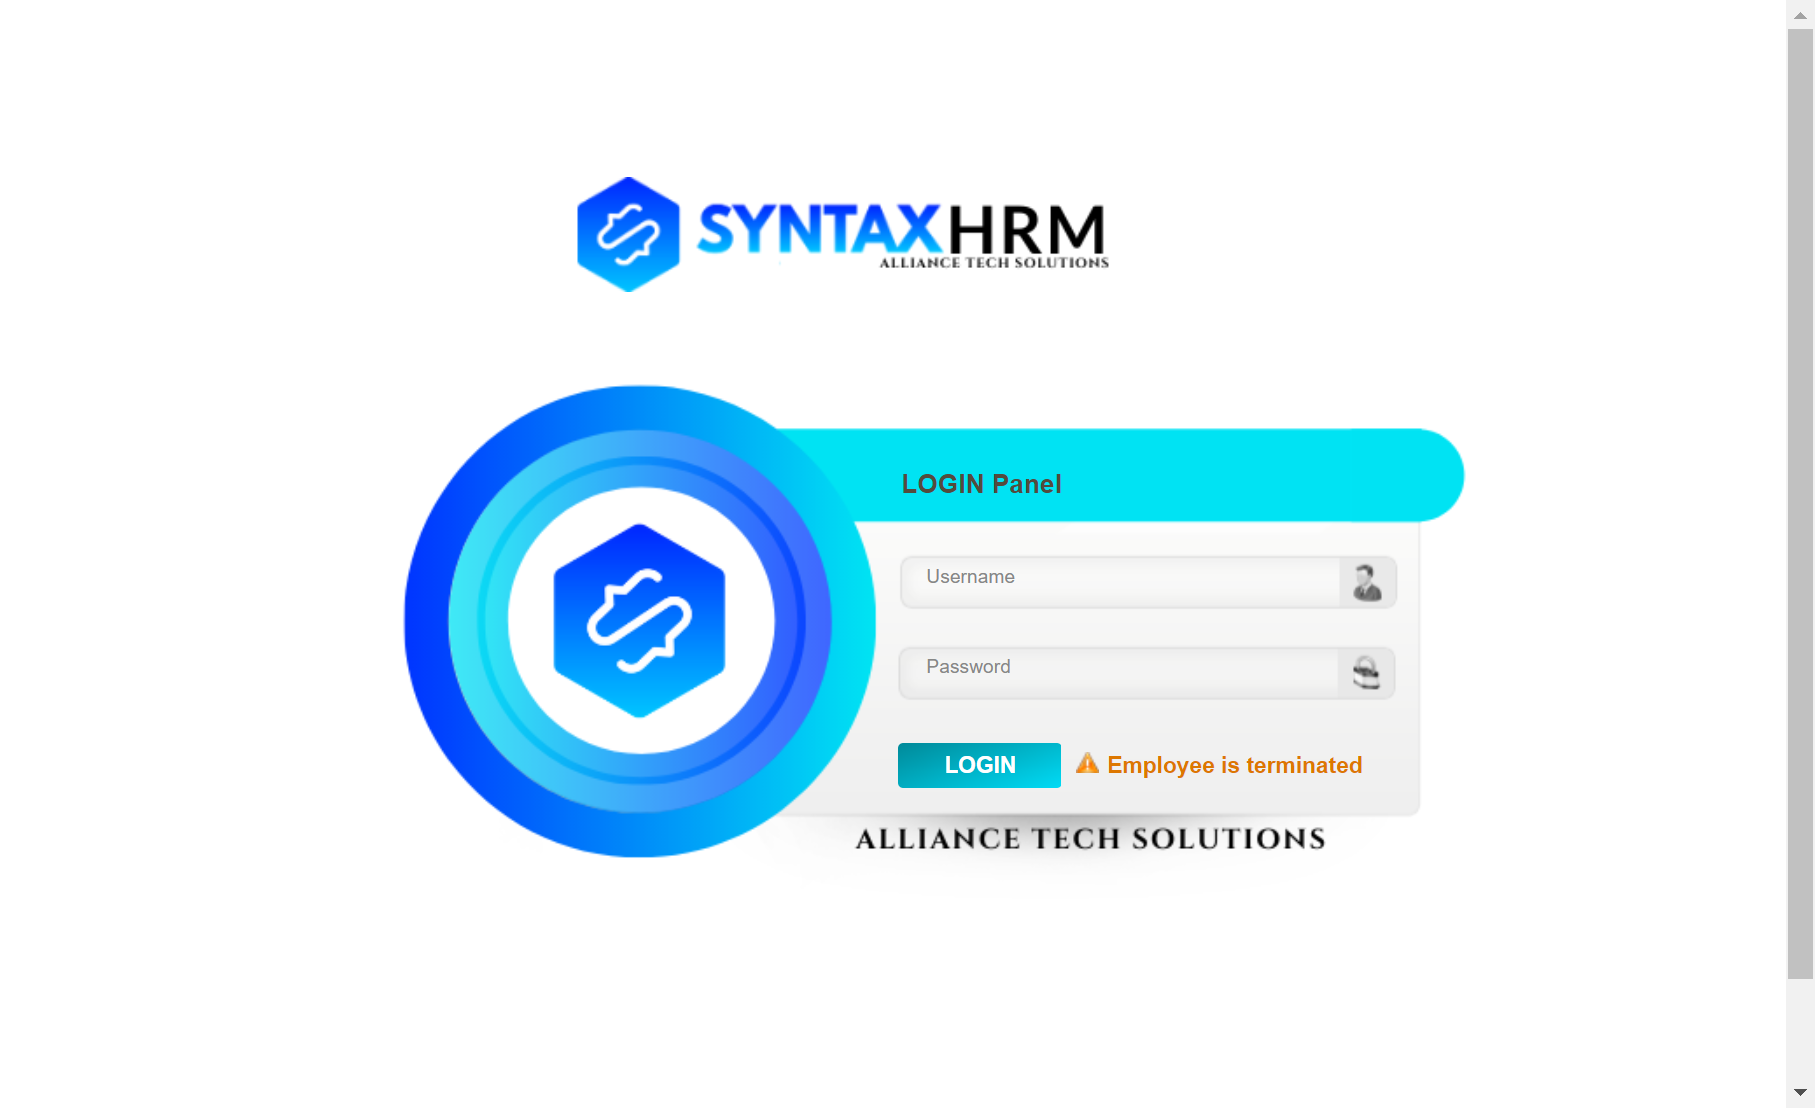 SYNTAXHRM
ALLIANCE TECH SOLUTIONS
LOGIN Panel
Username
Password
LOGIN
Employee is terminated
ALLIANCE TECH SOLUTIONS